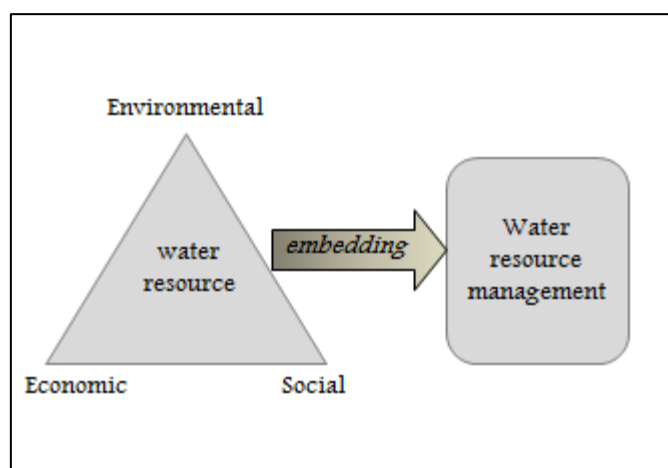 Environmental
water
resource
Economic
Social
embedding
Water
resource
management